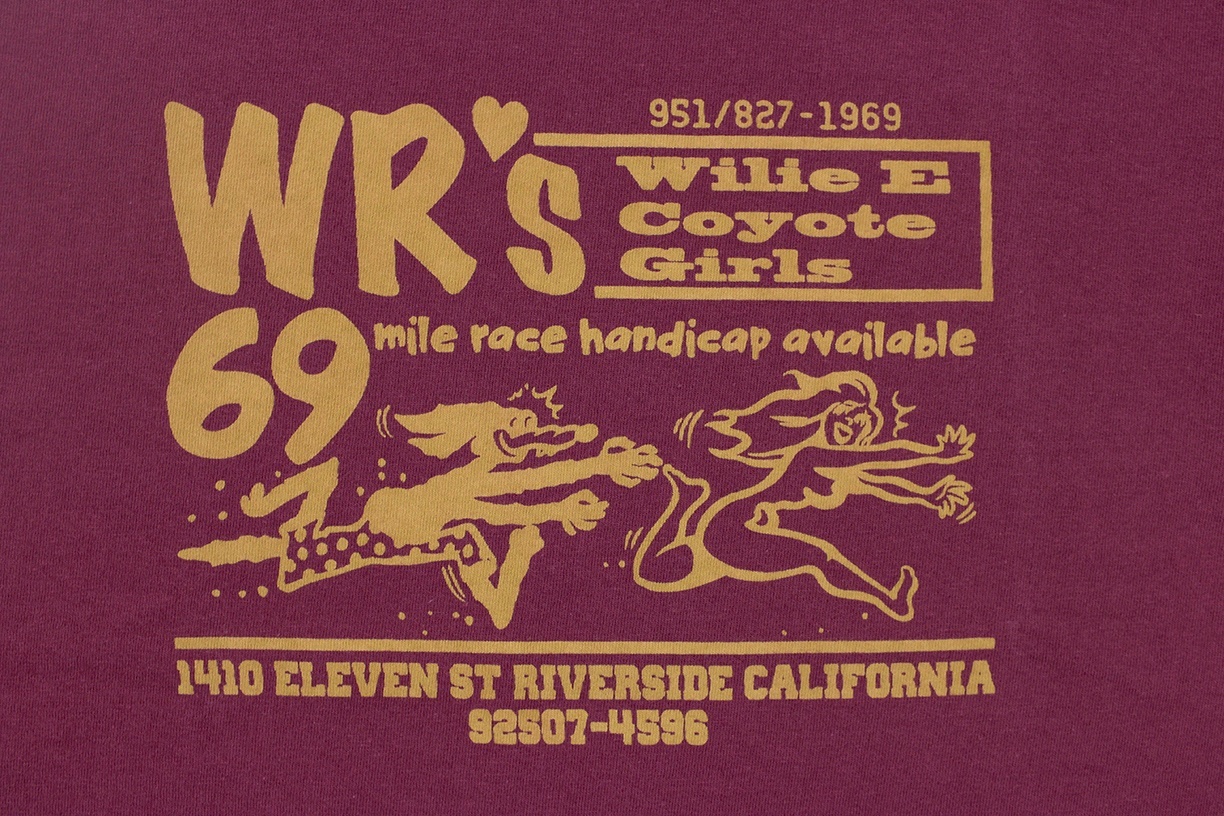 WR's
951/827-1969
Wilie E
Coyote
Girls
69 mile race handicap available
1410 ELEVEN ST RIVERSIDE CALIFORNIA
92507-4596